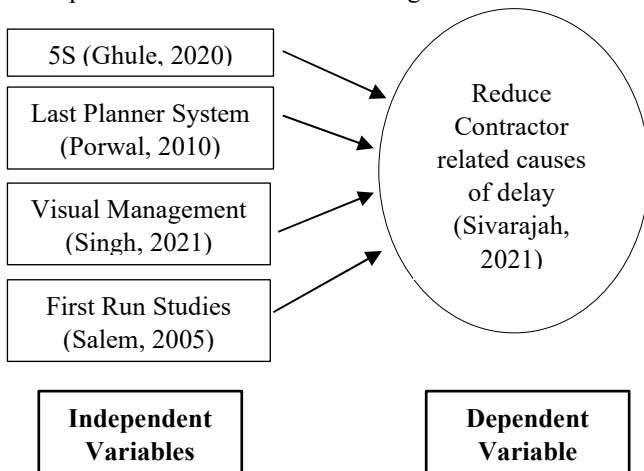 5S (Ghule, 2020)
Last Planner System
(Porwal, 2010)
Visual Management
(Singh, 2021)
First Run Studies
(Salem, 2005)
Reduce
Contractor
related causes
of delay
(Sivarajah,
2021)
Independent
Variables
Dependent
Variable